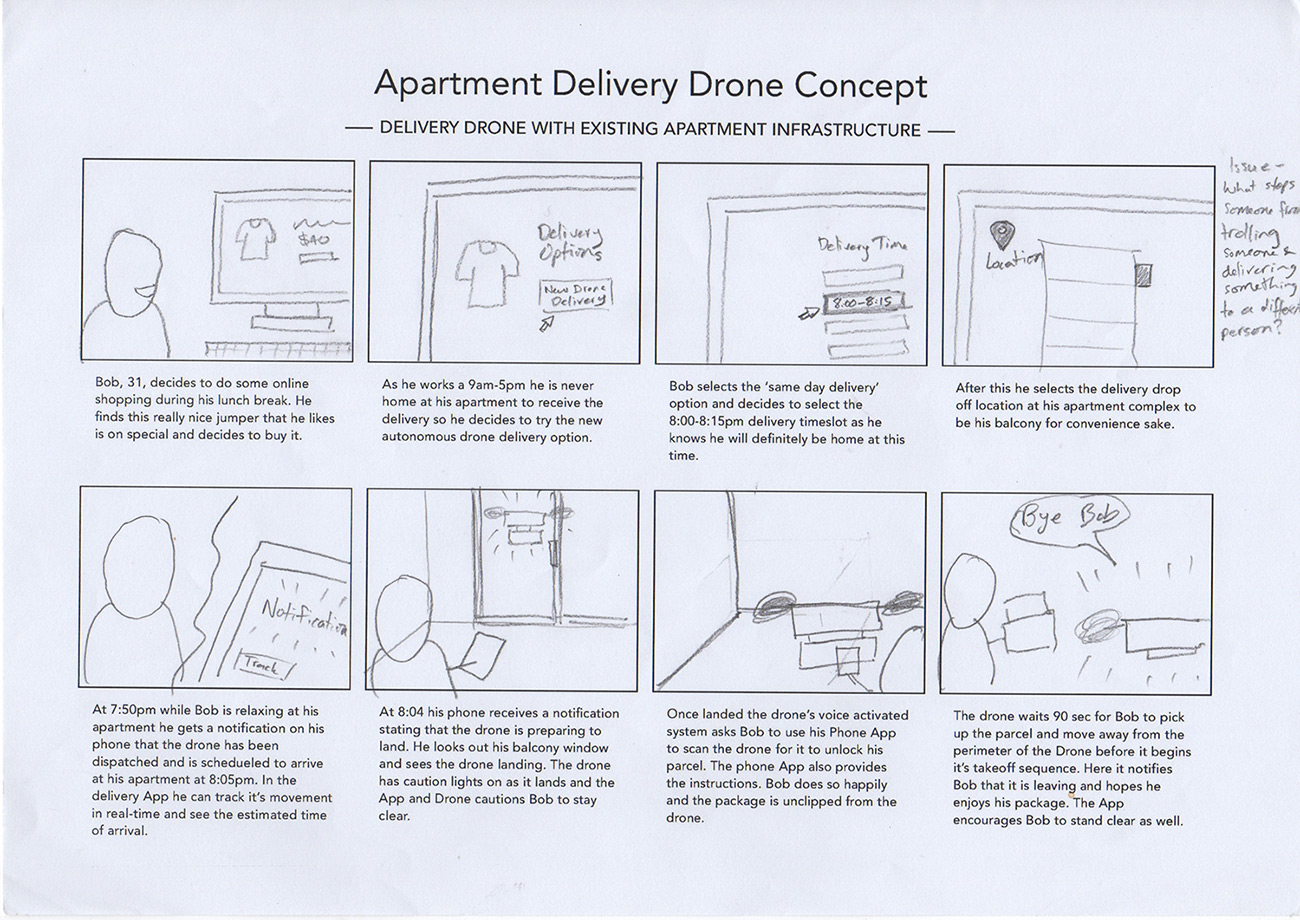 Apartment Delivery Drone Concept
DELIVERY DRONE WITH EXISTING APARTMENT INFRASTRUCTURE
$40
Bob, 31, decides to do some online
shopping during his lunch break. He
finds this really nice jumper that he likes
is on special and decides to buy it.
Delivery
Options
New Drone
Delivery
As he works a 9am-5pm he is never
home at his apartment to receive the
delivery so he decides to try the new
autonomous drone delivery option.
Delivery Time
8:00-8:15
Bob selects the ‘same day delivery’
option and decides to select the
8:00-8:15pm delivery timeslot as he
knows he will definitely be home at this
time.
Location
After this he selects the delivery drop
off location at his apartment complex to
be his balcony for convenience sake.
Issue -
what stops
someone from
trolling
someone &
delivering
something
to a different
person?
Notification
Track
At 7:50pm while Bob is relaxing at his
apartment he gets a notification on his
phone that the drone has been
dispatched and is schedueled to arrive
at his apartment at 8:05pm. In the
delivery App he can track it’s movement
in real-time and see the estimated time
of arrival.
At 8:04 his phone receives a notification
stating that the drone is preparing to
land. He looks out his balcony window
and sees the drone landing. The drone
has caution lights on as it lands and the
App and Drone cautions Bob to stay
clear.
Once landed the drone’s voice activated
system asks Bob to use his Phone App
to scan the drone for it to unlock his
parcel. The phone App also provides
the instructions. Bob does so happily
and the package is unclipped from the
drone.
Bye Bob
The drone waits 90 sec for Bob to pick
up the parcel and move away from the
perimeter of the Drone before it begins
it’s takeoff sequence. Here it notifies
Bob that it is leaving and hopes he
enjoys his package. The App
encourages Bob to stand clear as well.